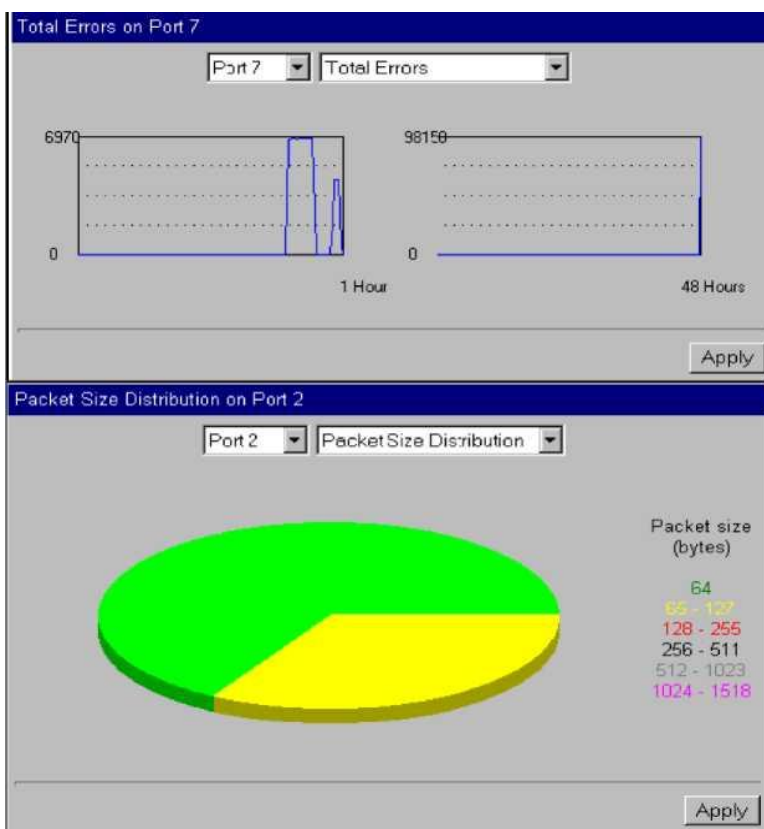 Total Errors on Port 7
Port 7 Total Errors
6970 98150
0 0
1 Hour 48 Hours
Apply
Packet Size Distribution on Port 2
Port 2 Packet Size Distribution
Packet size
(bytes)
64
65 - 127
128 - 255
256 - 511
512 - 1023
1024 - 1518
Apply